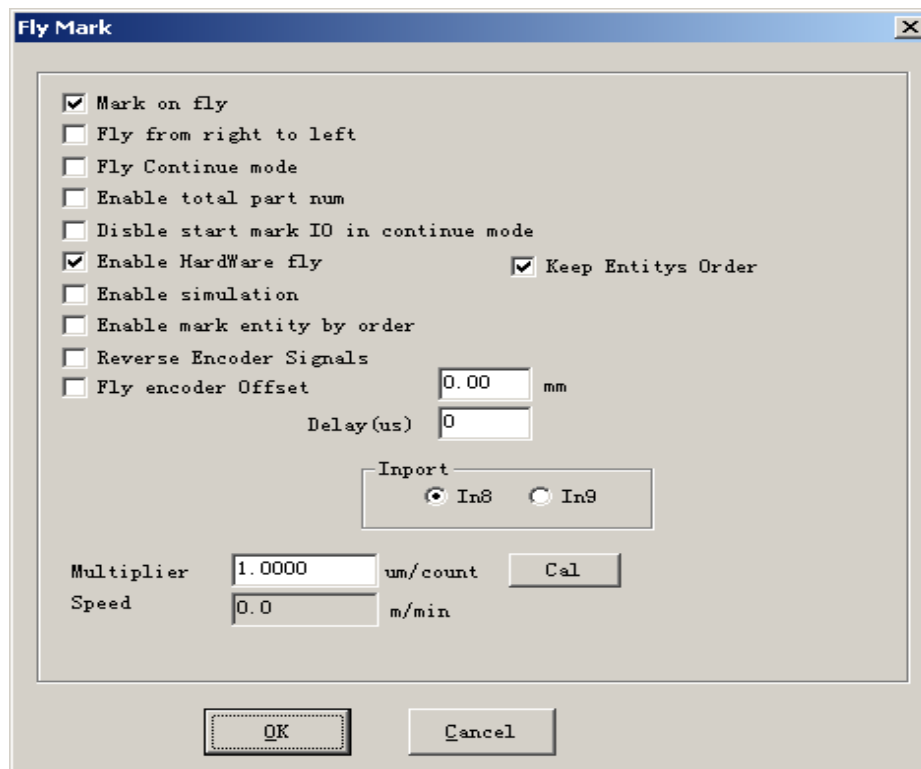 Fly Mark
Mark on fly
Fly from right to left
Fly Continue mode
Enable total part num
Disble start mark IO in continue mode
Enable HardWare fly Keep Entitys Order
Enable simulation
Enable mark entity by order
Reverse Encoder Signals
Fly encoder Offset 0.00 mm
Delay(us) 0
Inport
In8 In9
Multiplier 1.0000 um/count Cal
Speed 0.0 m/min
OK Cancel